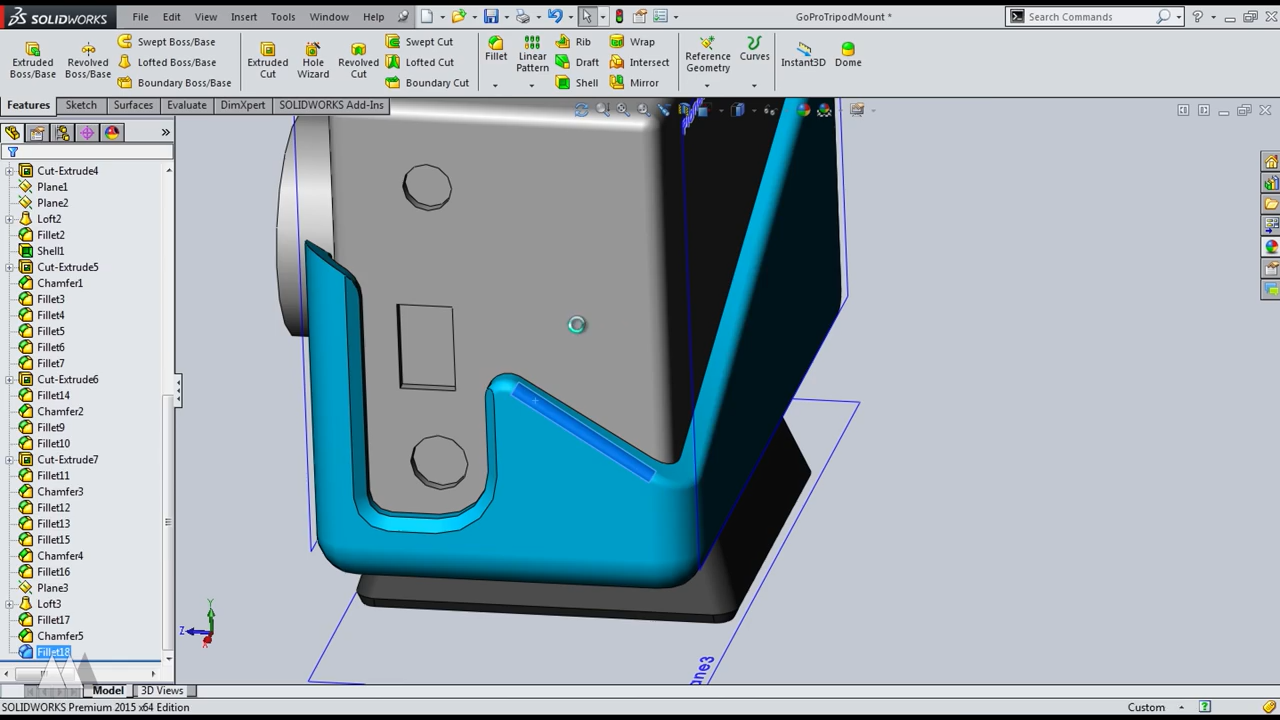 SOLIDWORKS
File Edit View Insert Tools Window Help
GoProTripodMount *
Search Commands
Extruded Boss/Base
Revolved Boss/Base
Swept Boss/Base
Lofted Boss/Base
Boundary Boss/Base
Extruded Cut
Hole Wizard
Revolved Cut
Swept Cut
Lofted Cut
Boundary Cut
Fillet
Linear Pattern
Rib
Draft
Shell
Wrap
Intersect
Mirror
Reference Geometry
Curves
Instant3D
Dome
Features Sketch Surfaces Evaluate DimXpert SOLIDWORKS Add-Ins
Cut-Extrude4
Plane1
Plane2
Loft2
Fillet2
Shell1
Cut-Extrude5
Chamfer1
Fillet3
Fillet4
Fillet5
Fillet6
Fillet7
Cut-Extrude6
Fillet14
Chamfer2
Fillet9
Fillet10
Cut-Extrude7
Fillet11
Chamfer3
Fillet12
Fillet13
Fillet15
Chamfer4
Fillet16
Plane3
Loft3
Fillet17
Chamfer5
Fillet18
Y
Z
X
ane3
Model 3D Views
SOLIDWORKS Premium 2015 x64 Edition
Custom